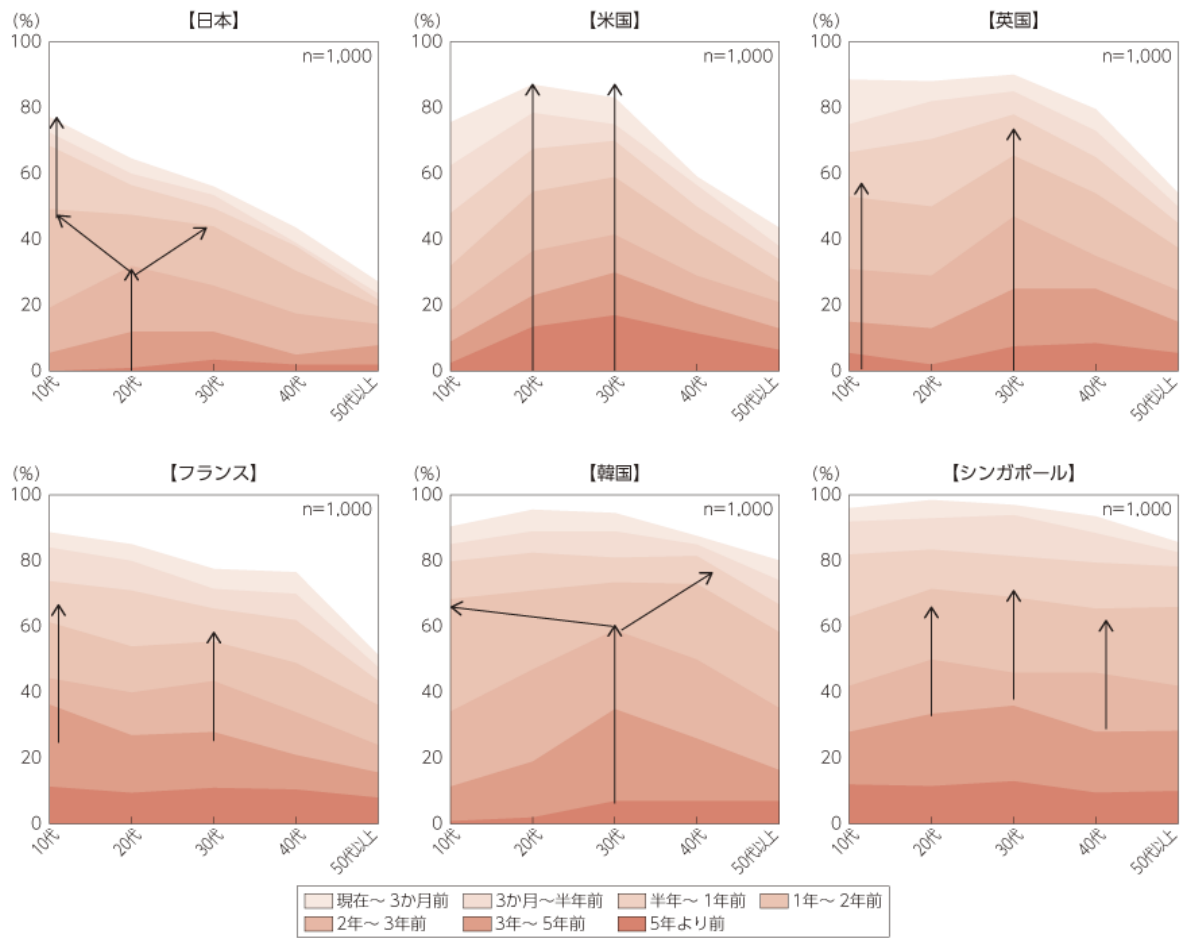 (%)
【日本】
n=1,000
100
80
60
40
20
0
10代
20代
30代
40代
50代以上
(%)
【米国】
n=1,000
100
80
60
40
20
0
10代
20代
30代
40代
50代以上
(%)
【英国】
n=1,000
100
80
60
40
20
0
10代
20代
30代
40代
50代以上
(%)
【フランス】
n=1,000
100
80
60
40
20
0
10代
20代
30代
40代
50代以上
(%)
【韓国】
n=1,000
100
80
60
40
20
0
10代
20代
30代
40代
50代以上
(%)
【シンガポール】
n=1,000
100
80
60
40
20
0
10代
20代
30代
40代
50代以上
現在～3か月前 3か月～半年前 半年～1年前 1年～2年前
2年～3年前 3年～5年前 5年より前